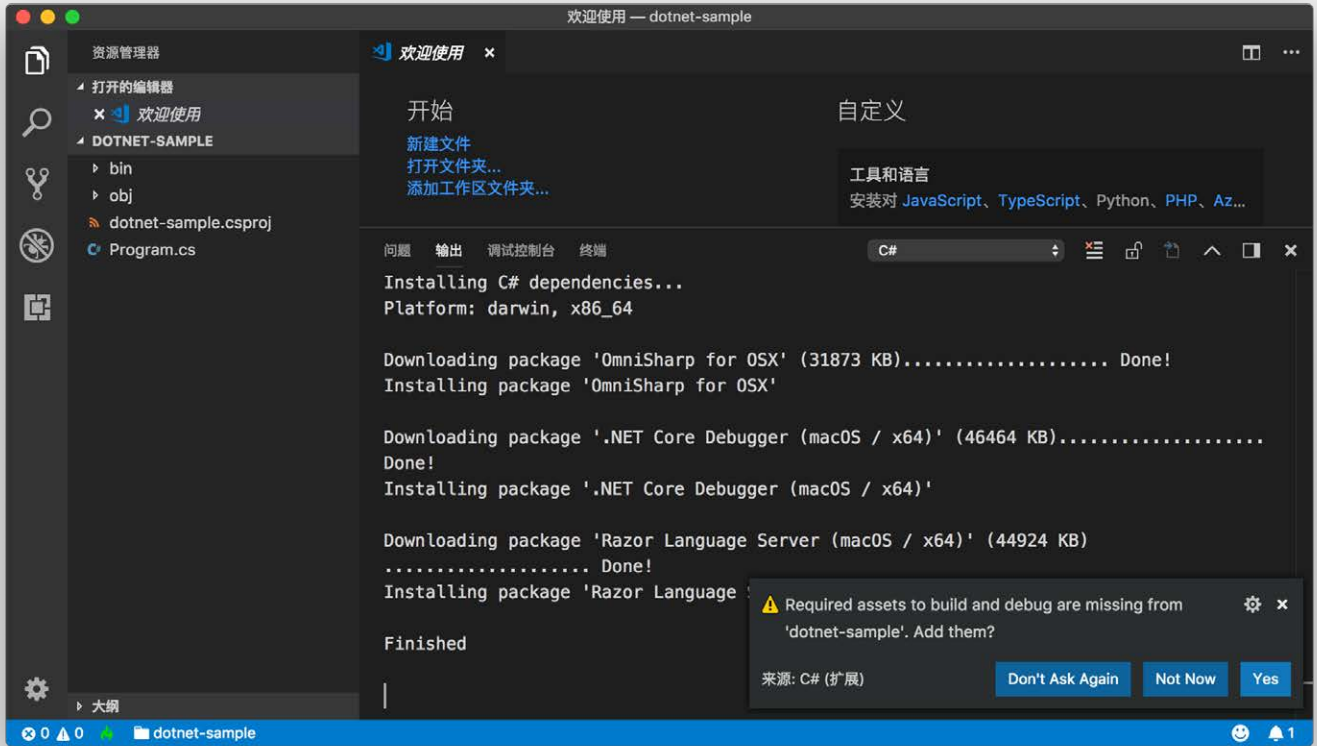 欢迎使用 — dotnet-sample
资源管理器
打开的编辑器
欢迎使用
DOTNET-SAMPLE
bin
obj
dotnet-sample.csproj
Program.cs
大纲
欢迎使用
开始
新建文件
打开文件夹...
添加工作区文件夹...
自定义
工具和语言
安装对 JavaScript、TypeScript、Python、PHP、Az...
问题 输出 调试控制台 终端 C#
Installing C# dependencies...
Platform: darwin, x86_64
Downloading package 'OmniSharp for OSX' (31873 KB).................... Done!
Installing package 'OmniSharp for OSX'
Downloading package '.NET Core Debugger (macOS / x64)' (46464 KB)....................
Done!
Installing package '.NET Core Debugger (macOS / x64)'
Downloading package 'Razor Language Server (macOS / x64)' (44924 KB)
.................... Done!
Installing package 'Razor Language
Finished
Required assets to build and debug are missing from
'dotnet-sample'. Add them?
来源: C# (扩展) Don't Ask Again Not Now Yes
0 0 dotnet-sample 1